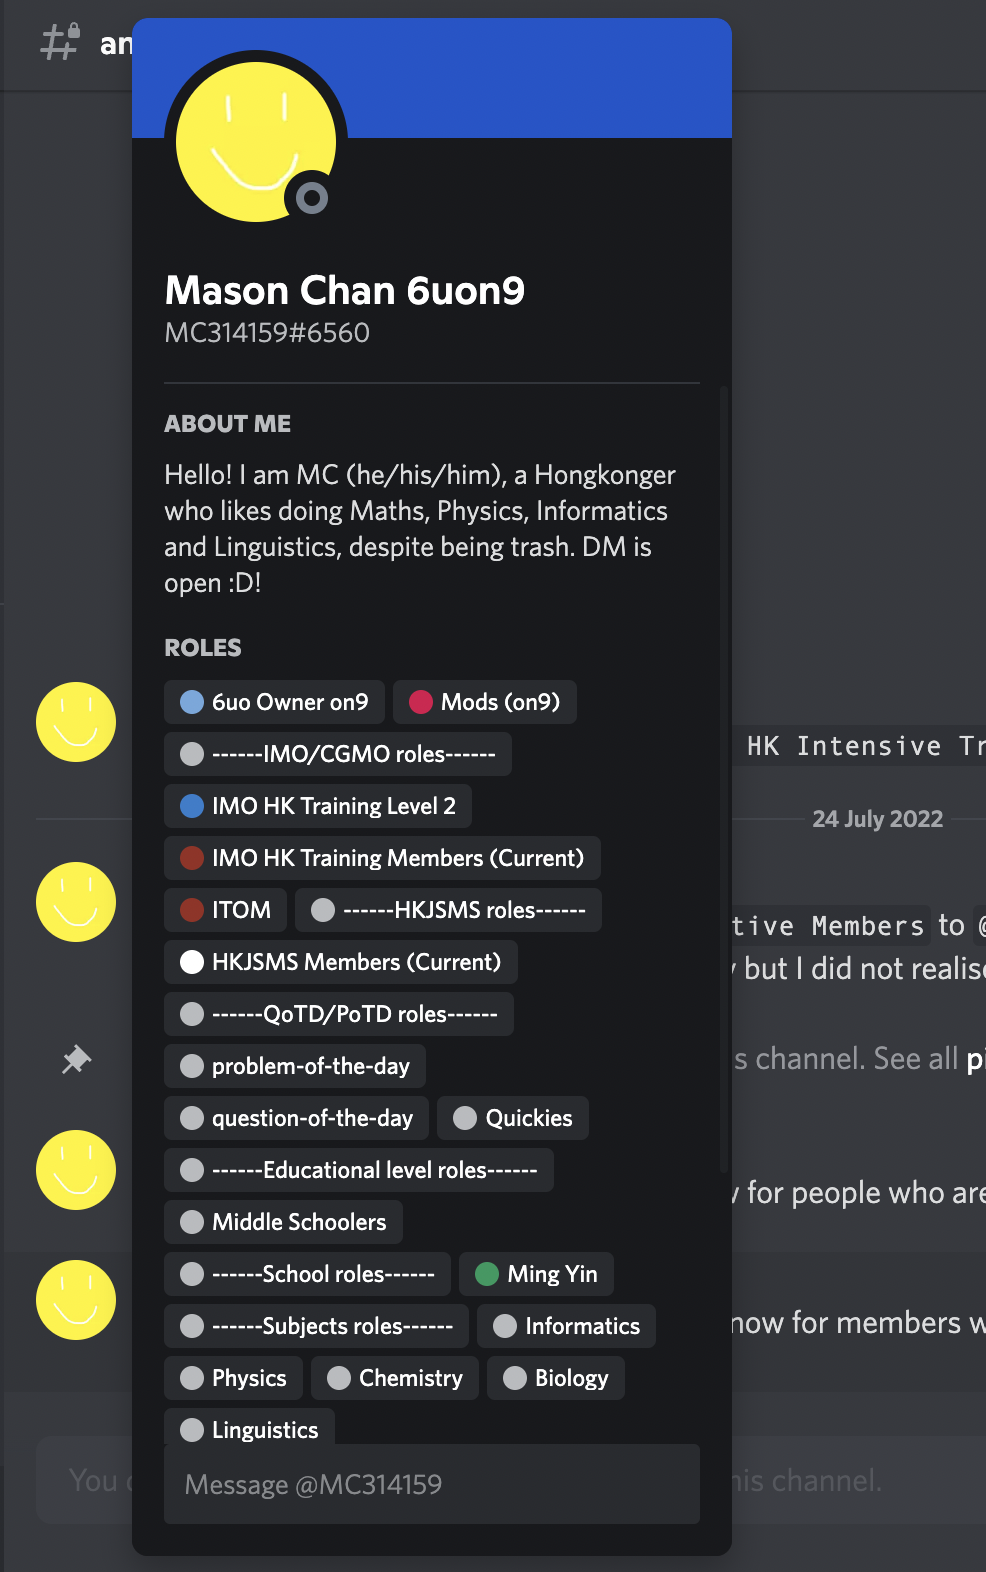 an
Mason Chan 6uon9
MC314159#6560
ABOUT ME
Hello! I am MC (he/his/him), a Hongkonger
who likes doing Maths, Physics, Informatics
and Linguistics, despite being trash. DM is
open :D!
ROLES
6uo Owner on9 Mods (on9)
------IMO/CGMO roles------
HK Intensive Tr
IMO HK Training Level 2
24 July 2022
IMO HK Training Members (Current)
ITOM ------HKJSMS roles------
tive Members to @
HKJSMS Members (Current)
but I did not realise
------QoTD/PoTD roles------
problem-of-the-day
s channel. See all pi
question-of-the-day Quickies
------Educational level roles------
for people who are
Middle Schoolers
------School roles------ Ming Yin
------Subjects roles------ Informatics
now for members w
Physics Chemistry Biology
Linguistics
Message @MC314159
You his channel.